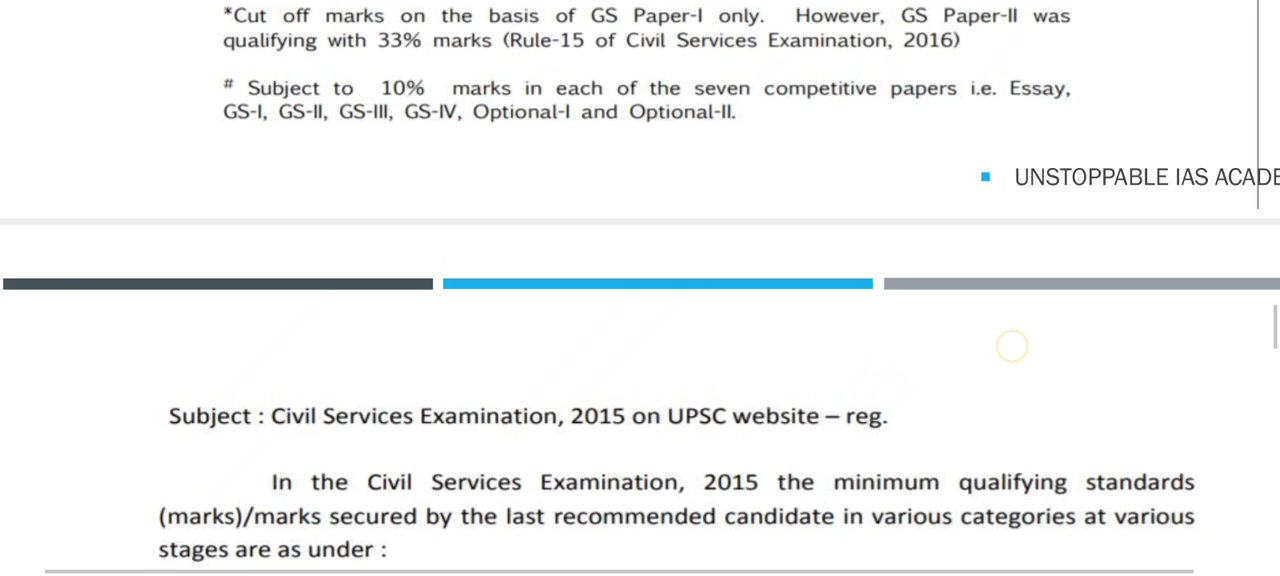 *Cut off marks on the basis of GS Paper-I only. However, GS Paper-II was
qualifying with 33% marks (Rule-15 of Civil Services Examination, 2016)
# Subject to 10% marks in each of the seven competitive papers i.e. Essay,
GS-I, GS-II, GS-III, GS-IV, Optional-I and Optional-II.
UNSTOPPABLE IAS ACADE
Subject : Civil Services Examination, 2015 on UPSC website – reg.
In the Civil Services Examination, 2015 the minimum qualifying standards
(marks)/marks secured by the last recommended candidate in various categories at various
stages are as under :